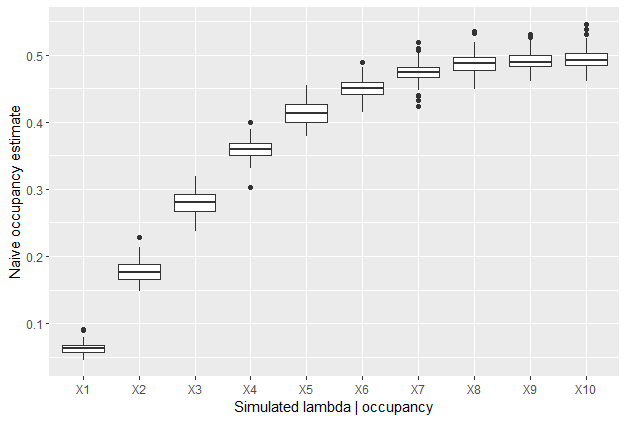 Naive occupancy estimate
0.5
0.4
0.3
0.2
0.1
X1 X2 X3 X4 X5 X6 X7 X8 X9 X10
Simulated lambda | occupancy